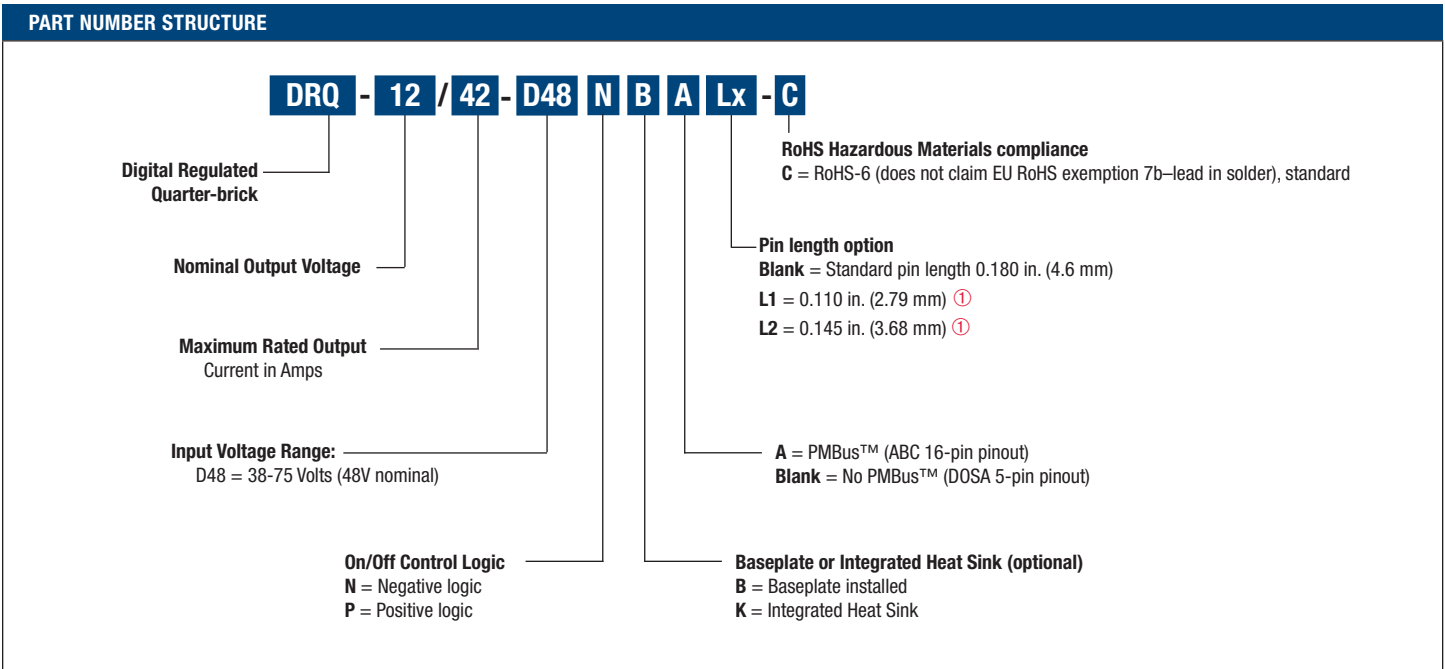 PART NUMBER STRUCTURE
DRQ - 12 / 42 - D48 N B A Lx - C
RoHS Hazardous Materials compliance
C = RoHS-6 (does not claim EU RoHS exemption 7b–lead in solder), standard
Digital Regulated
Quarter-brick
Pin length option
Blank = Standard pin length 0.180 in. (4.6 mm)
L1 = 0.110 in. (2.79 mm) ①
L2 = 0.145 in. (3.68 mm) ①
Nominal Output Voltage
Maximum Rated Output
Current in Amps
Input Voltage Range:
D48 = 38-75 Volts (48V nominal)
A = PMBus™ (ABC 16-pin pinout)
Blank = No PMBus™ (DOSA 5-pin pinout)
On/Off Control Logic
N = Negative logic
P = Positive logic
Baseplate or Integrated Heat Sink (optional)
B = Baseplate installed
K = Integrated Heat Sink